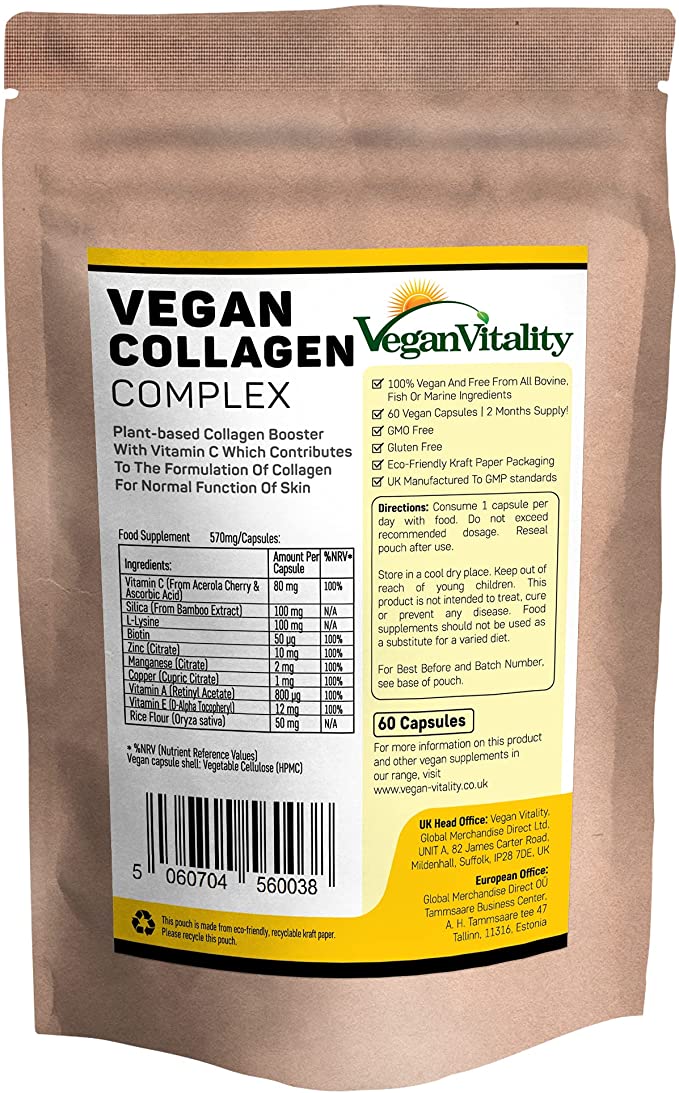 VEGAN
COLLAGEN
COMPLEX
Plant-based Collagen Booster
With Vitamin C Which Contributes
To The Formulation Of Collagen
For Normal Function Of Skin
Food Supplement 570mg/Capsules:
Ingredients: Amount Per Capsule %NRV*
Vitamin C (From Acerola Cherry & Ascorbic Acid) 80 mg 100%
Silica (From Bamboo Extract) 100 mg N/A
L-Lysine 100 mg N/A
Biotin 50 µg 100%
Zinc (Citrate) 10 mg 100%
Manganese (Citrate) 2 mg 100%
Copper (Cupric Citrate) 1 mg 100%
Vitamin A (Retinyl Acetate) 800 µg 100%
Vitamin E (D-Alpha Tocopheryl) 12 mg 100%
Rice Flour (Oryza sativa) 50 mg N/A
* %NRV (Nutrient Reference Values)
Vegan capsule shell: Vegetable Cellulose (HPMC)
5 060704 560038
This pouch is made from eco-friendly, recyclable kraft paper.
Please recycle this pouch.
VeganVitality
100% Vegan And Free From All Bovine,
Fish Or Marine Ingredients
60 Vegan Capsules | 2 Months Supply!
GMO Free
Gluten Free
Eco-Friendly Kraft Paper Packaging
UK Manufactured To GMP standards
Directions: Consume 1 capsule per
day with food. Do not exceed
recommended dosage. Reseal
pouch after use.
Store in a cool dry place. Keep out of
reach of young children. This
product is not intended to treat, cure
or prevent any disease. Food
supplements should not be used as
a substitute for a varied diet.
For Best Before and Batch Number,
see base of pouch.
60 Capsules
For more information on this product
and other vegan supplements in
our range, visit
www.vegan-vitality.co.uk
UK Head Office: Vegan Vitality,
Global Merchandise Direct Ltd,
UNIT A, 82 James Carter Road,
Mildenhall, Suffolk, IP28 7DE, UK
European Office:
Global Merchandise Direct OÜ
Tammsaare Business Center,
A. H. Tammsaare tee 47
Tallinn, 11316, Estonia